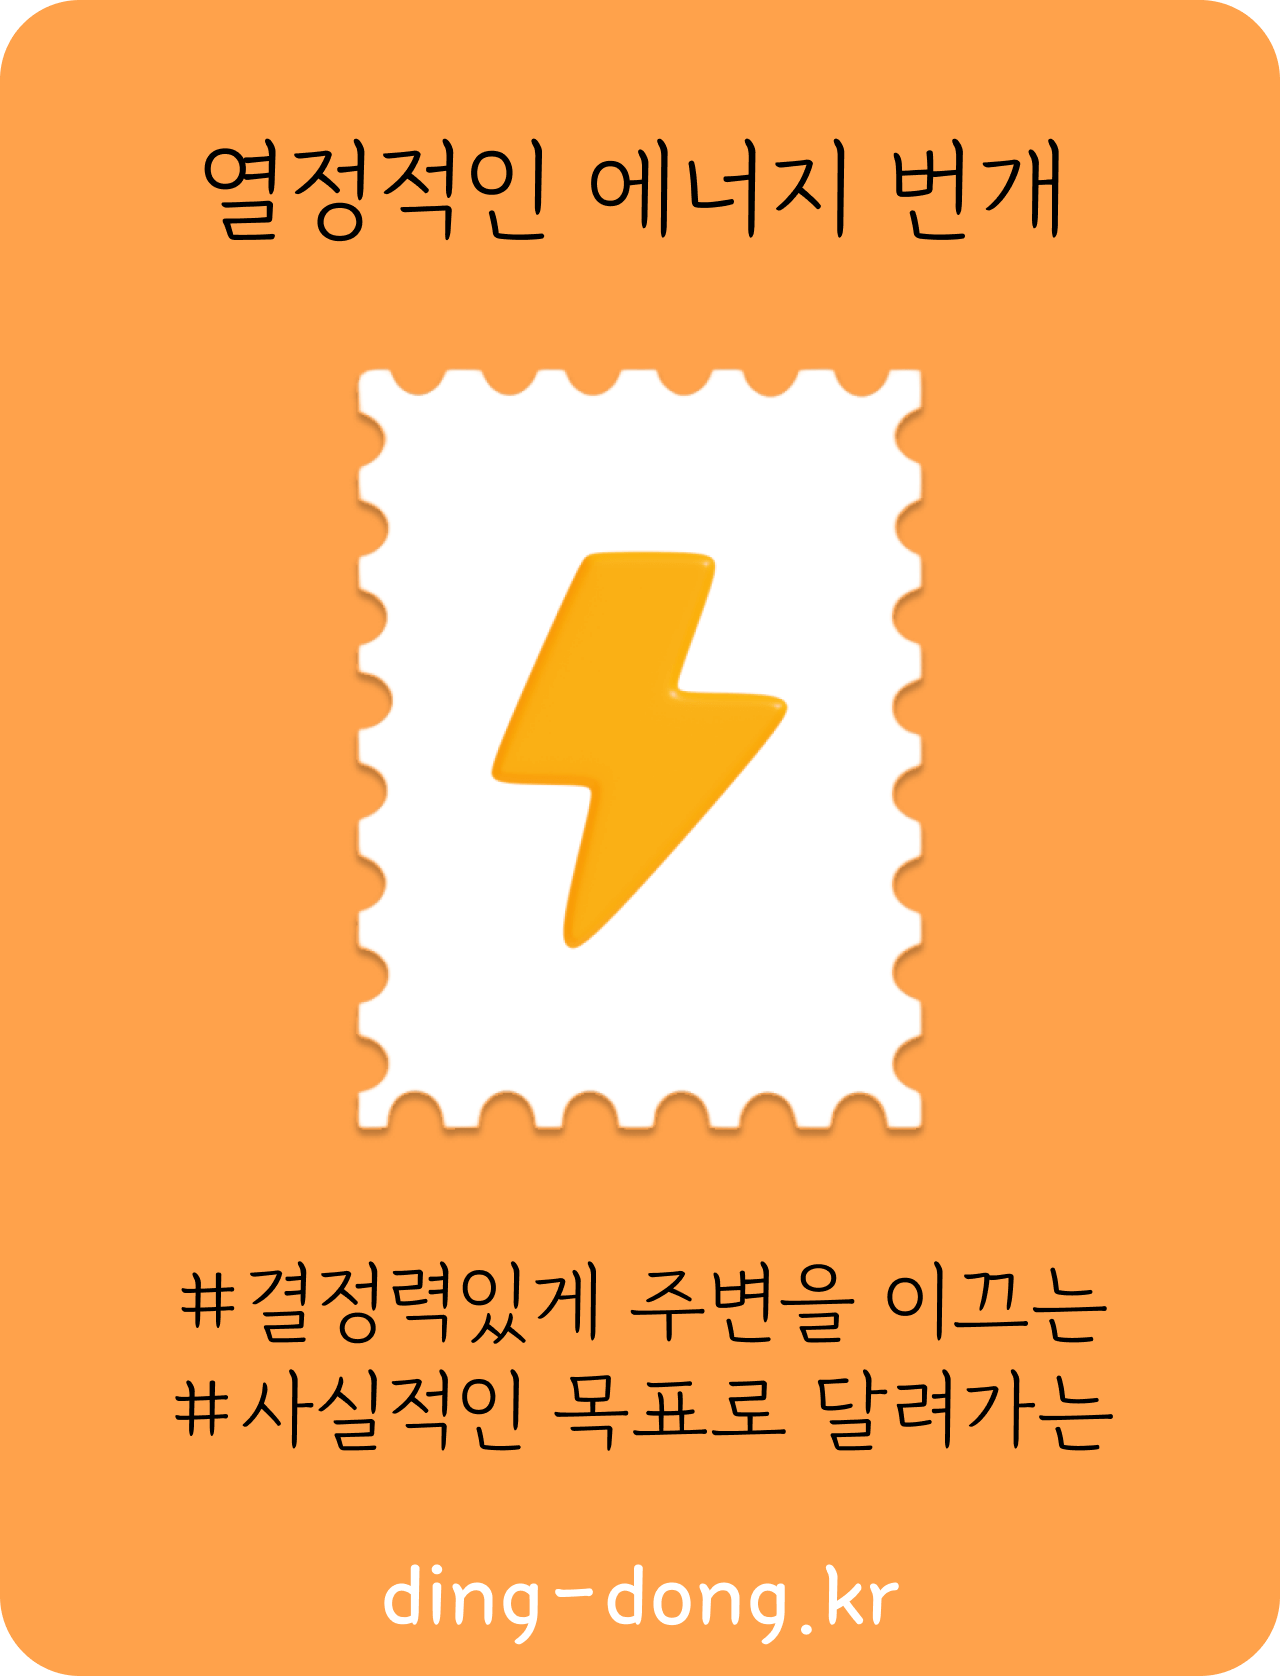 열정적인 에너지 번개
#결정력있게 주변을 이끄는
#사실적인 목표로 달려가는
ding-dong.kr